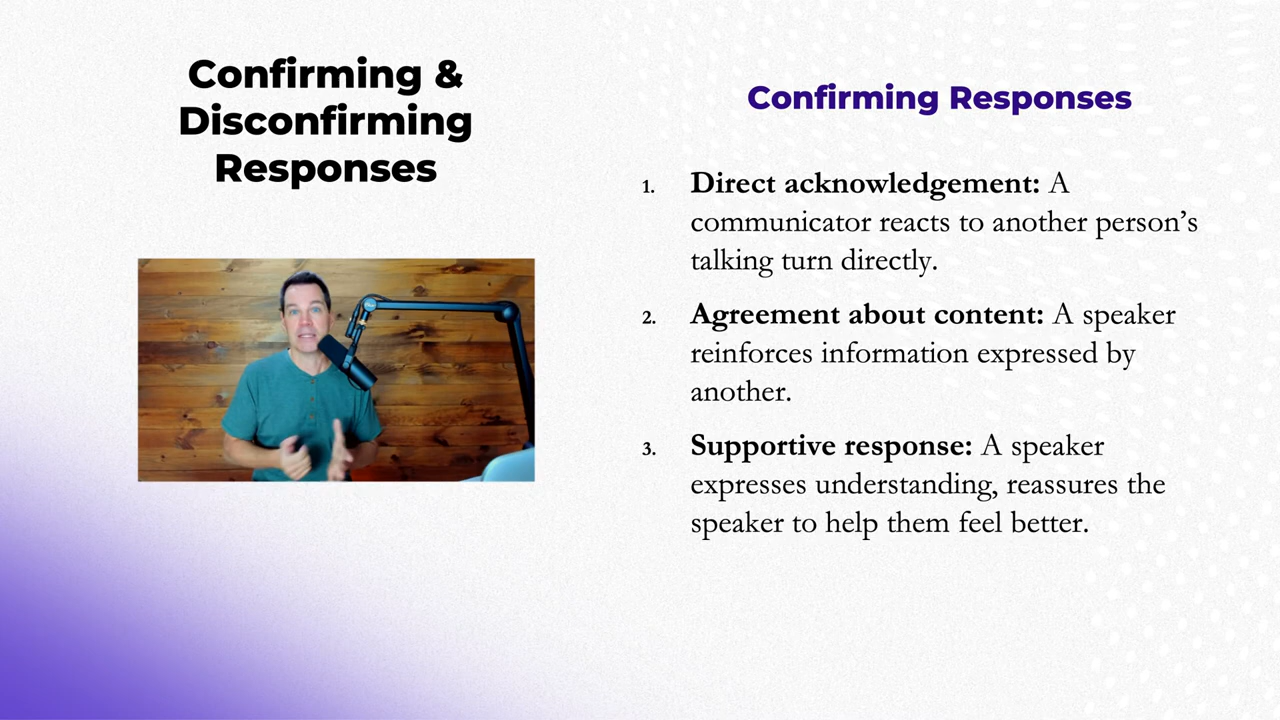 Confirming &
Disconfirming
Responses
Confirming Responses
1. Direct acknowledgement: A
communicator reacts to another person’s
talking turn directly.
2. Agreement about content: A speaker
reinforces information expressed by
another.
3. Supportive response: A speaker
expresses understanding, reassures the
speaker to help them feel better.